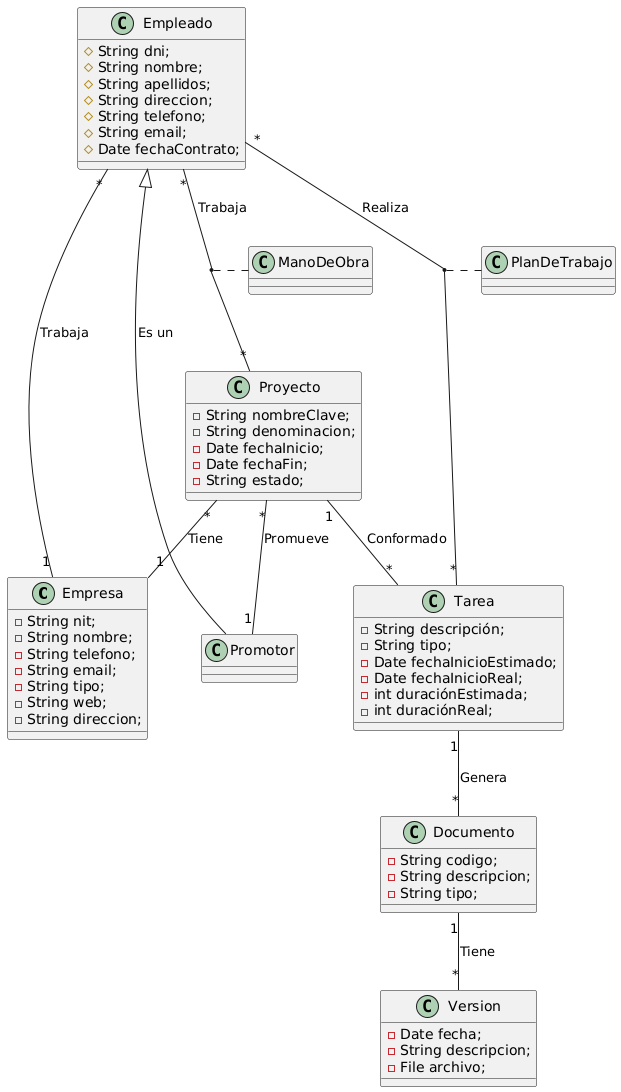 C Empleado
String dni;
String nombre;
String apellidos;
String direccion;
String telefono;
String email;
Date fechaContrato;
* * *
Trabaja Realiza
C ManoDeObra
C PlanDeTrabajo
Trabaja Es un
*
C Proyecto
String nombreClave;
String denominacion;
Date fechaInicio;
Date fechaFin;
String estado;
* * 1
Tiene Promueve Conformado
1 1 * * 1
C Empresa
String nit;
String nombre;
String telefono;
String email;
String tipo;
String web;
String direccion;
C Promotor
C Tarea
String descripción;
String tipo;
Date fechaInicioEstimado;
Date fechaInicioReal;
int duraciónEstimada;
int duraciónReal;
1
Genera
*
C Documento
String codigo;
String descripcion;
String tipo;
1
Tiene
*
C Version
Date fecha;
String descripcion;
File archivo;